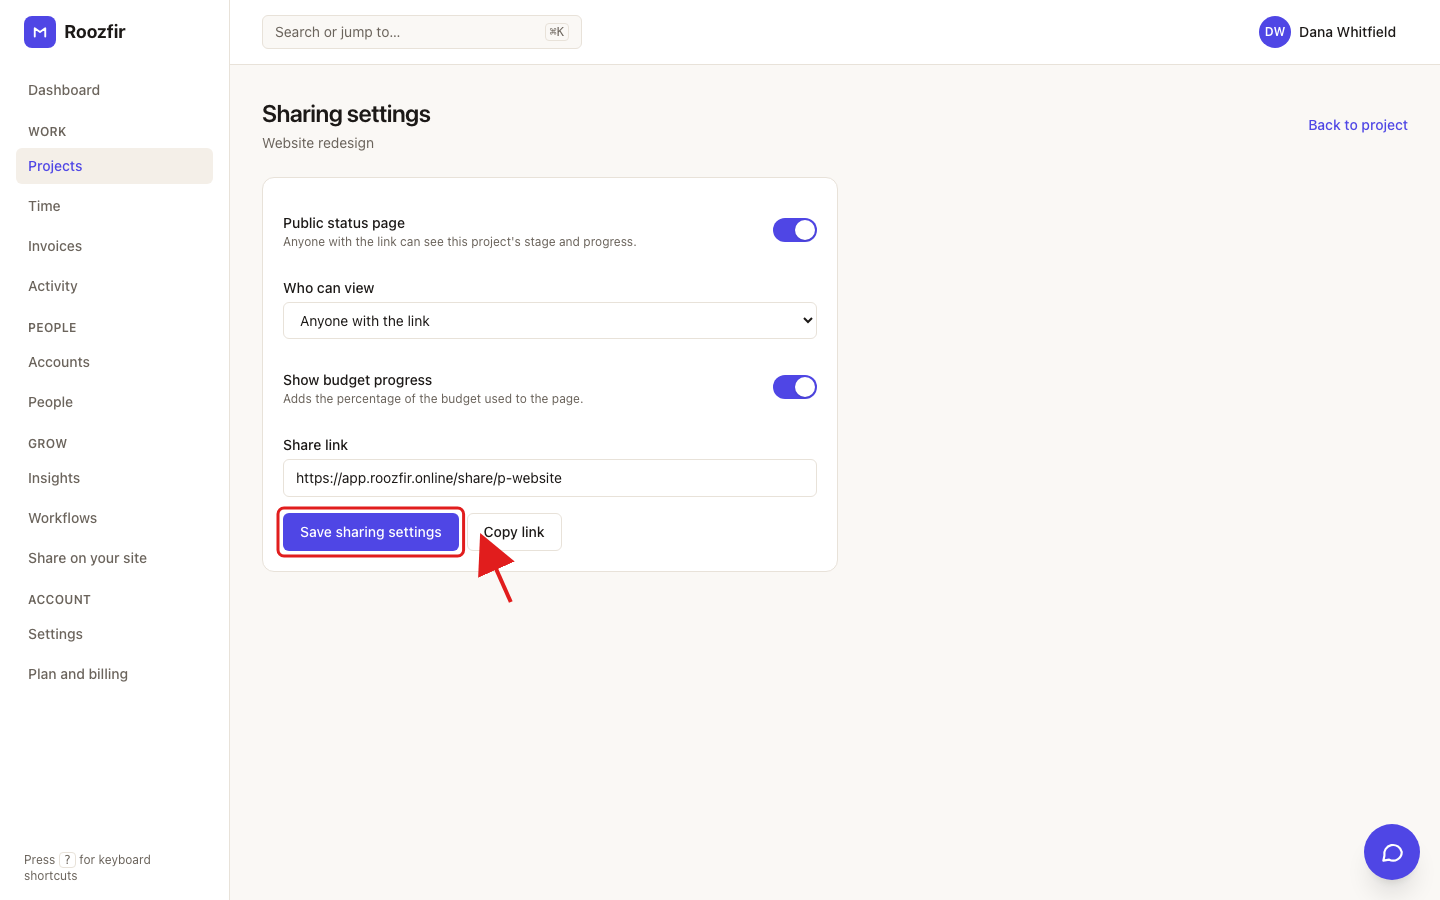 Roozfir
Search or jump to...
⌘K
DW
Dana Whitfield
Dashboard
WORK
Projects
Time
Invoices
Activity
PEOPLE
Accounts
People
GROW
Insights
Workflows
Share on your site
ACCOUNT
Settings
Plan and billing
Press ? for keyboard
shortcuts
Sharing settings
Website redesign
Back to project
Public status page
Anyone with the link can see this project's stage and progress.
Who can view
Anyone with the link
Show budget progress
Adds the percentage of the budget used to the page.
Share link
https://app.roozfir.online/share/p-website
Save sharing settings
Copy link